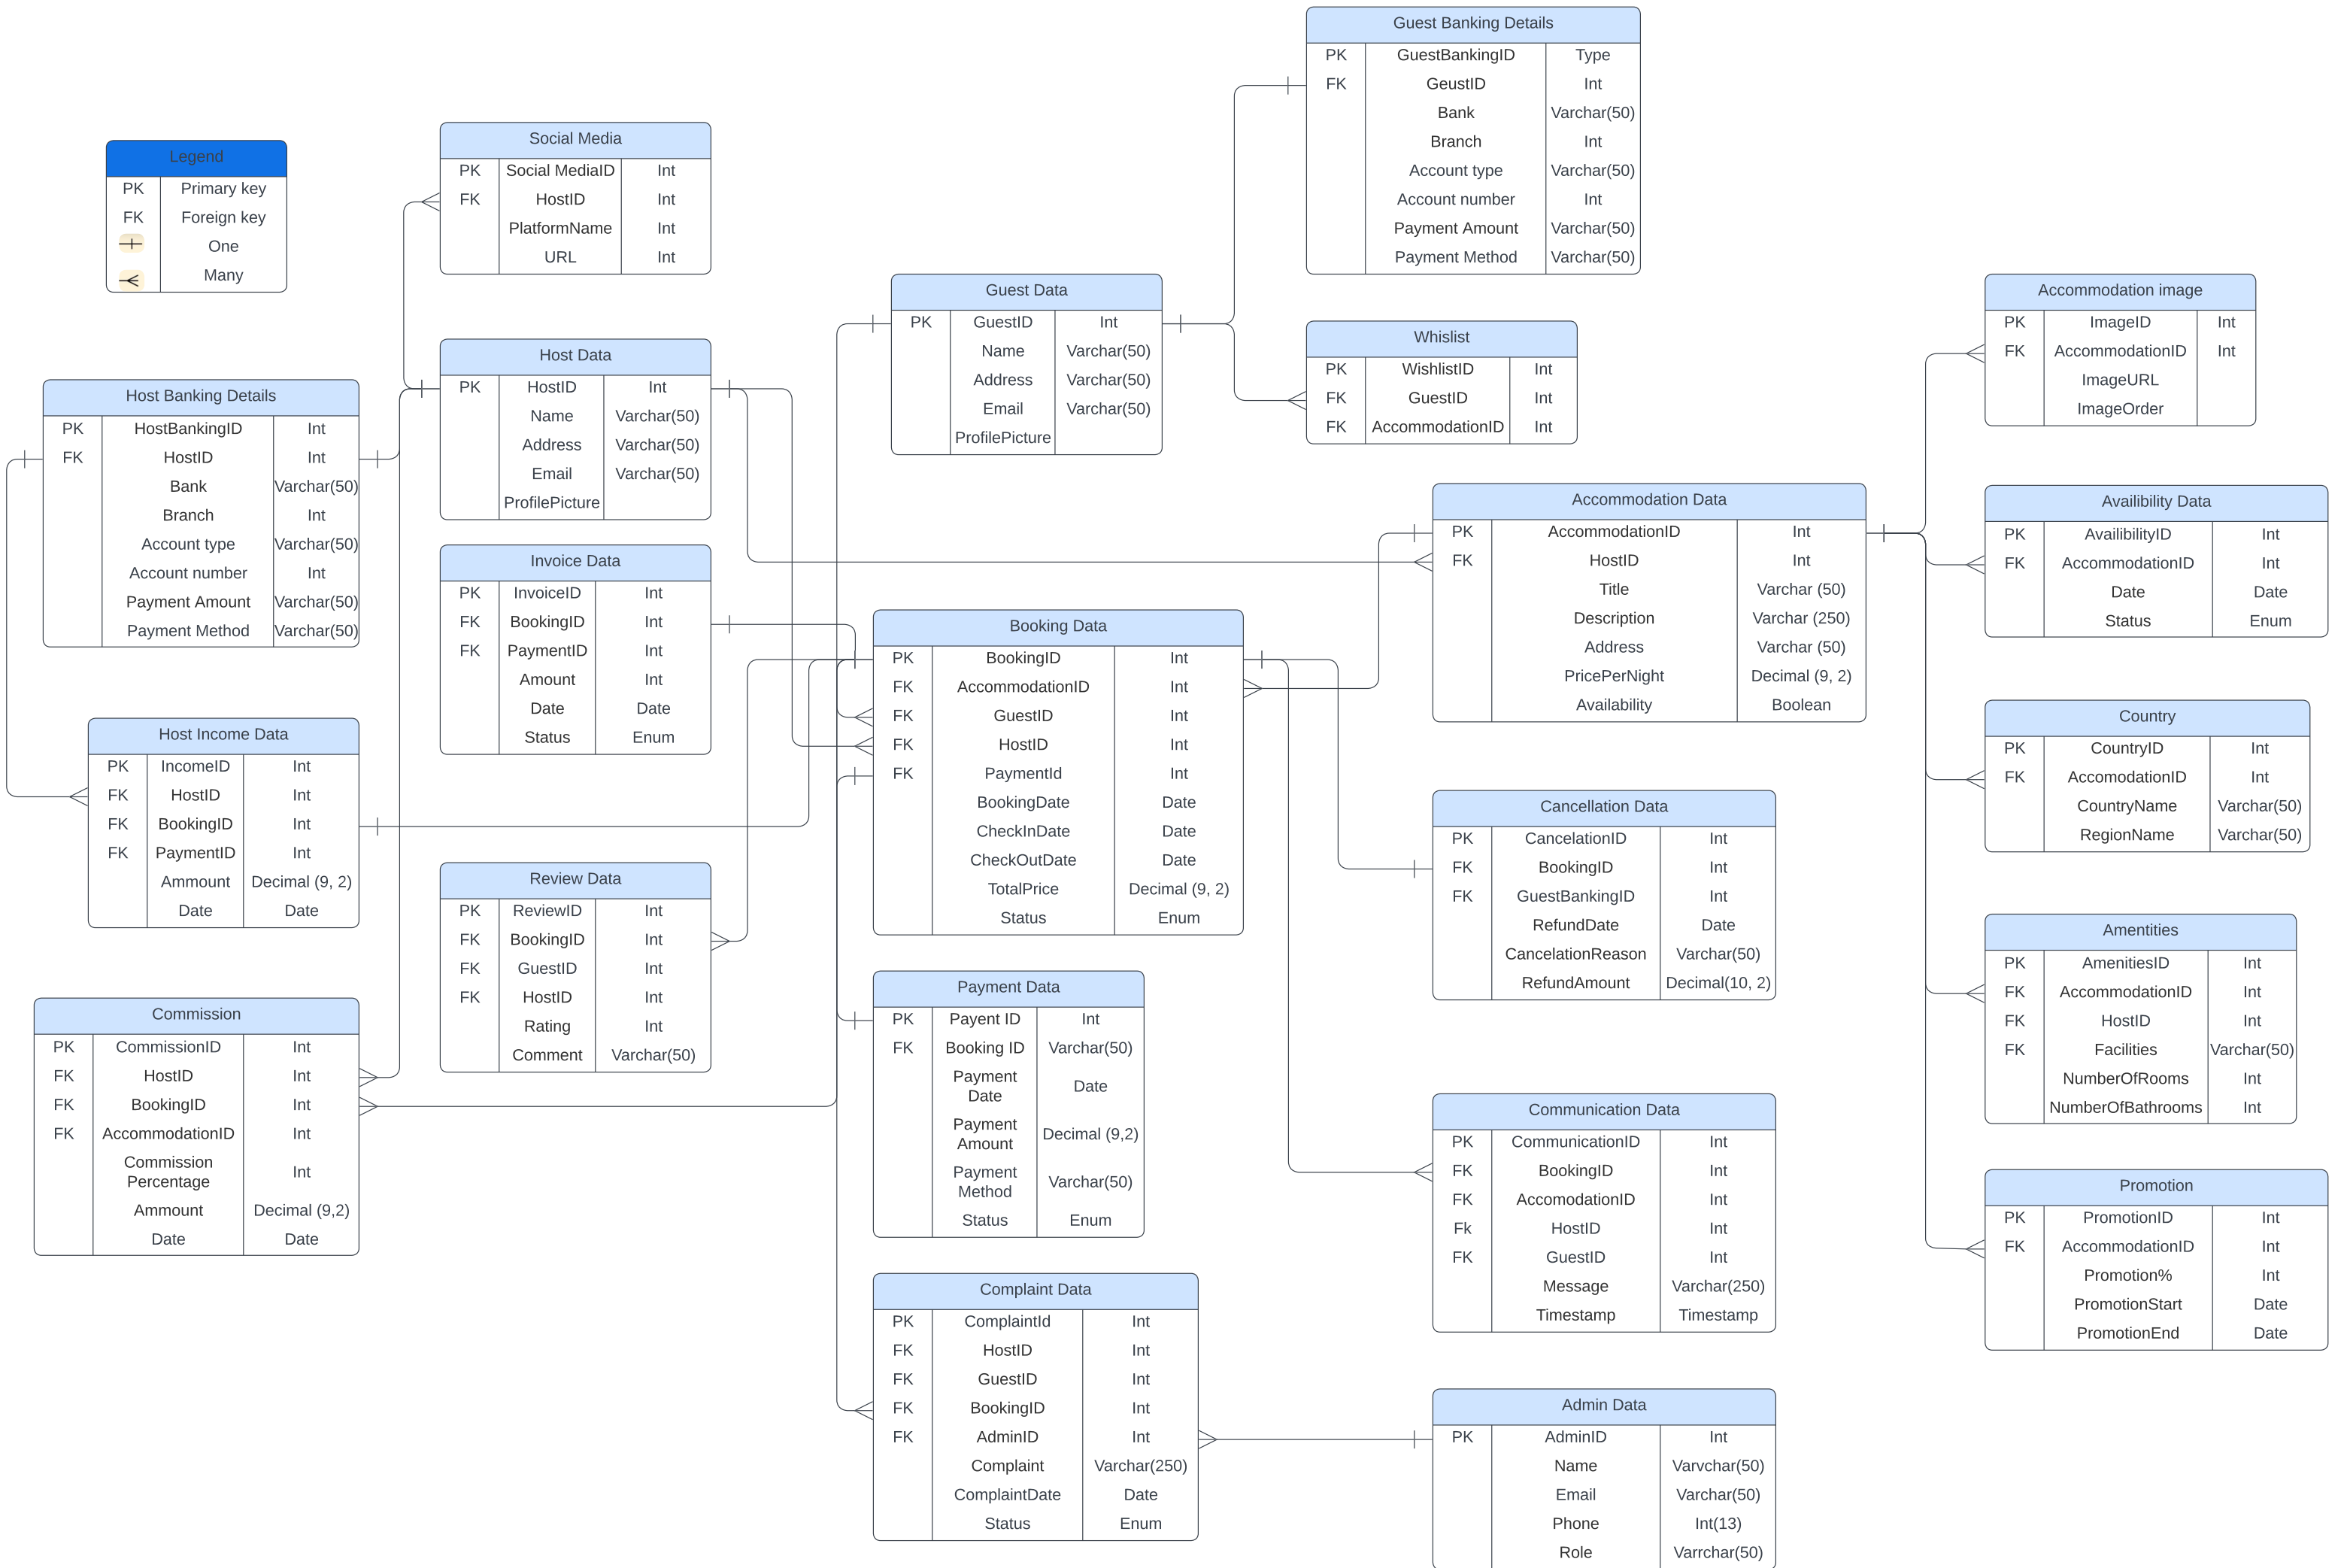 Legend
PK Primary key
FK Foreign key
One
Many
Social Media
PK Social MediaID Int
FK HostID Int
PlatformName Int
URL Int
Host Banking Details
PK HostBankingID Int
FK HostID Int
Bank Varchar(50)
Branch Int
Account type Varchar(50)
Account number Int
Payment Amount Varchar(50)
Payment Method Varchar(50)
Host Data
PK HostID Int
Name Varchar(50)
Address Varchar(50)
Email Varchar(50)
ProfilePicture
Invoice Data
PK InvoiceID Int
FK BookingID Int
FK PaymentID Int
Amount Int
Date Date
Status Enum
Host Income Data
PK IncomeID Int
FK HostID Int
FK BookingID Int
FK PaymentID Int
Ammount Decimal (9, 2)
Date Date
Review Data
PK ReviewID Int
FK BookingID Int
FK GuestID Int
FK HostID Int
Rating Int
Comment Varchar(50)
Commission
PK CommissionID Int
FK HostID Int
FK BookingID Int
FK AccommodationID Int
Commission
Percentage Int
Ammount Decimal (9,2)
Date Date
Guest Banking Details
PK GuestBankingID Type
FK GeustID Int
Bank Varchar(50)
Branch Int
Account type Varchar(50)
Account number Int
Payment Amount Varchar(50)
Payment Method Varchar(50)
Guest Data
PK GuestID Int
Name Varchar(50)
Address Varchar(50)
Email Varchar(50)
ProfilePicture
Whislist
PK WishlistID Int
FK GuestID Int
FK AccommodationID Int
Booking Data
PK BookingID Int
FK AccommodationID Int
FK GuestID Int
FK HostID Int
FK PaymentId Int
BookingDate Date
CheckInDate Date
CheckOutDate Date
TotalPrice Decimal (9, 2)
Status Enum
Payment Data
PK Payent ID Int
FK Booking ID Varchar(50)
Payment
Date Date
Payment
Amount Decimal (9,2)
Payment
Method Varchar(50)
Status Enum
Complaint Data
PK ComplaintId Int
FK HostID Int
FK GuestID Int
FK BookingID Int
FK AdminID Int
Complaint Varchar(250)
ComplaintDate Date
Status Enum
Accommodation Data
PK AccommodationID Int
FK HostID Int
Title Varchar (50)
Description Varchar (250)
Address Varchar (50)
PricePerNight Decimal (9, 2)
Availability Boolean
Cancellation Data
PK CancelationID Int
FK BookingID Int
FK GuestBankingID Int
RefundDate Date
CancelationReason Varchar(50)
RefundAmount Decimal(10, 2)
Communication Data
PK CommunicationID Int
FK BookingID Int
FK AccomodationID Int
Fk HostID Int
FK GuestID Int
Message Varchar(250)
Timestamp Timestamp
Admin Data
PK AdminID Int
Name Varvchar(50)
Email Varchar(50)
Phone Int(13)
Role Varrchar(50)
Accommodation image
PK ImageID Int
FK AccommodationID Int
ImageURL
ImageOrder
Availibility Data
PK AvailibilityID Int
FK AccommodationID Int
Date Date
Status Enum
Country
PK CountryID Int
FK AccomodationID Int
CountryName Varchar(50)
RegionName Varchar(50)
Amentities
PK AmenitiesID Int
FK AccommodationID Int
FK HostID Int
FK Facilities Varchar(50)
NumberOfRooms Int
NumberOfBathrooms Int
Promotion
PK PromotionID Int
FK AccommodationID Int
Promotion% Int
PromotionStart Date
PromotionEnd Date